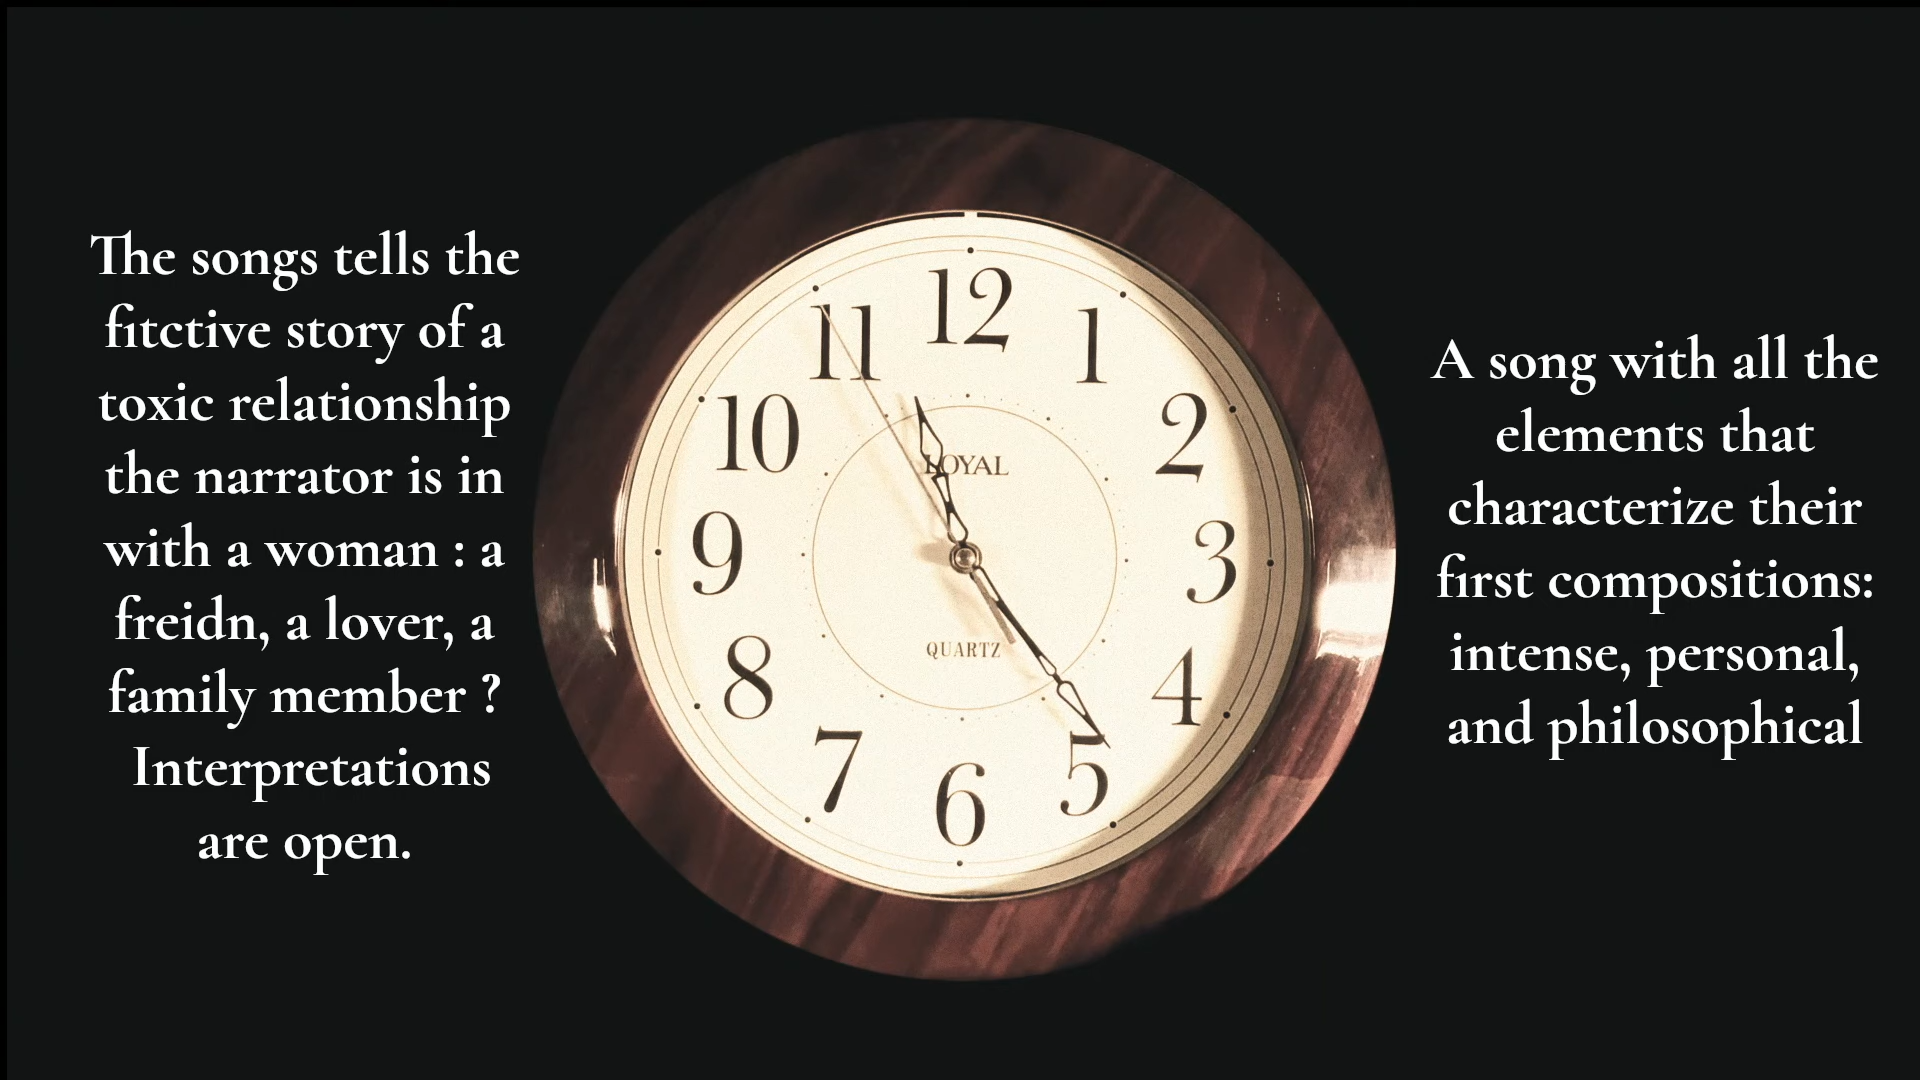 The songs tells the
fitctive story of a
toxic relationship
the narrator is in
with a woman : a
freidn, a lover, a
family member ?
Interpretations
are open.
12
1
2
3
4
5
6
7
8
9
10
11
LOYAL
QUARTZ
A song with all the
elements that
characterize their
first compositions:
intense, personal,
and philosophical